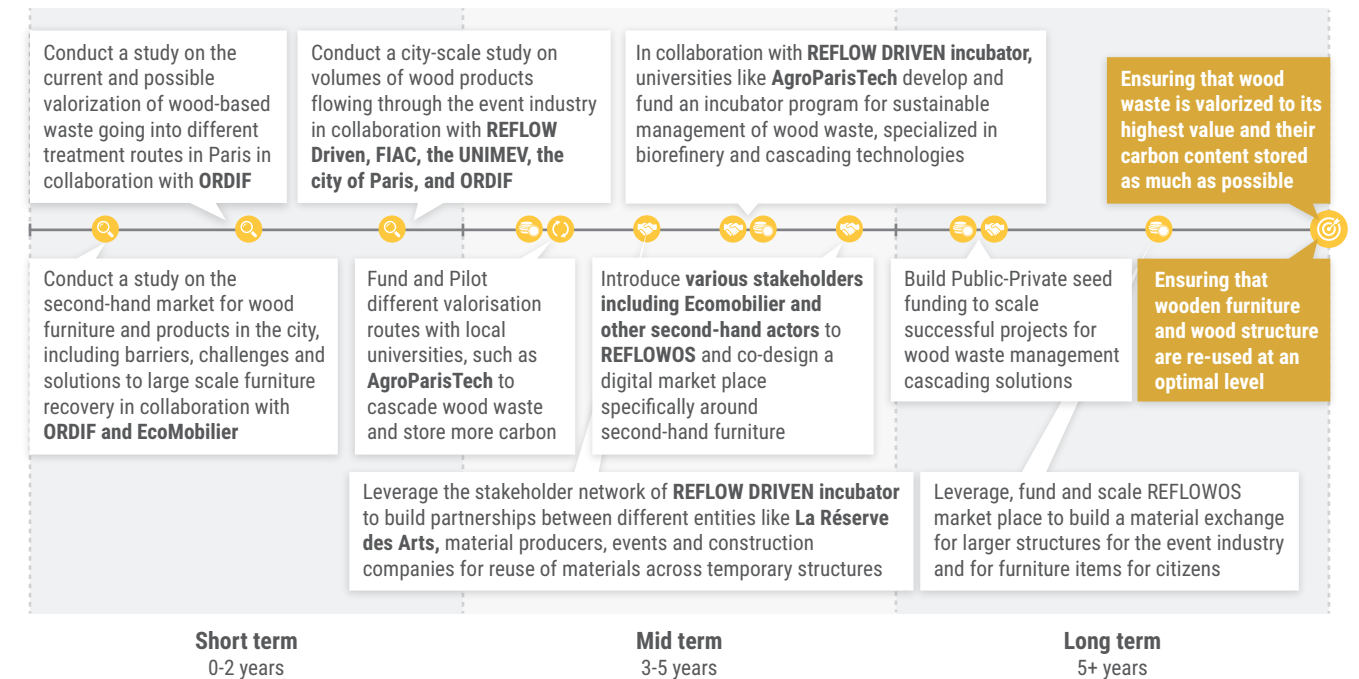 Conduct a study on the
current and possible
valorization of wood-based
waste going into different
treatment routes in Paris in
collaboration with ORDIF
Conduct a city-scale study on
volumes of wood products
flowing through the event industry
in collaboration with REFLOW
Driven, FIAC, the UNIMEV, the
city of Paris, and ORDIF
In collaboration with REFLOW DRIVEN incubator,
universities like AgroParisTech develop and
fund an incubator program for sustainable
management of wood waste, specialized in
biorefinery and cascading technologies
Ensuring that wood
waste is valorized to its
highest value and their
carbon content stored
as much as possible
Conduct a study on the
second-hand market for wood
furniture and products in the city,
including barriers, challenges and
solutions to large scale furniture
recovery in collaboration with
ORDIF and EcoMobilier
Fund and Pilot
different valorisation
routes with local
universities, such as
AgroParisTech to
cascade wood waste
and store more carbon
Introduce various stakeholders
including Ecomobilier and
other second-hand actors to
REFLOWOS and co-design a
digital market place
specifically around
second-hand furniture
Build Public-Private seed
funding to scale
successful projects for
wood waste management
cascading solutions
Ensuring that
wooden furniture
and wood structure
are re-used at an
optimal level
Leverage the stakeholder network of REFLOW DRIVEN incubator
to build partnerships between different entities like La Réserve
des Arts, material producers, events and construction
companies for reuse of materials across temporary structures
Leverage, fund and scale REFLOWOS
market place to build a material exchange
for larger structures for the event industry
and for furniture items for citizens
Short term
0-2 years
Mid term
3-5 years
Long term
5+ years